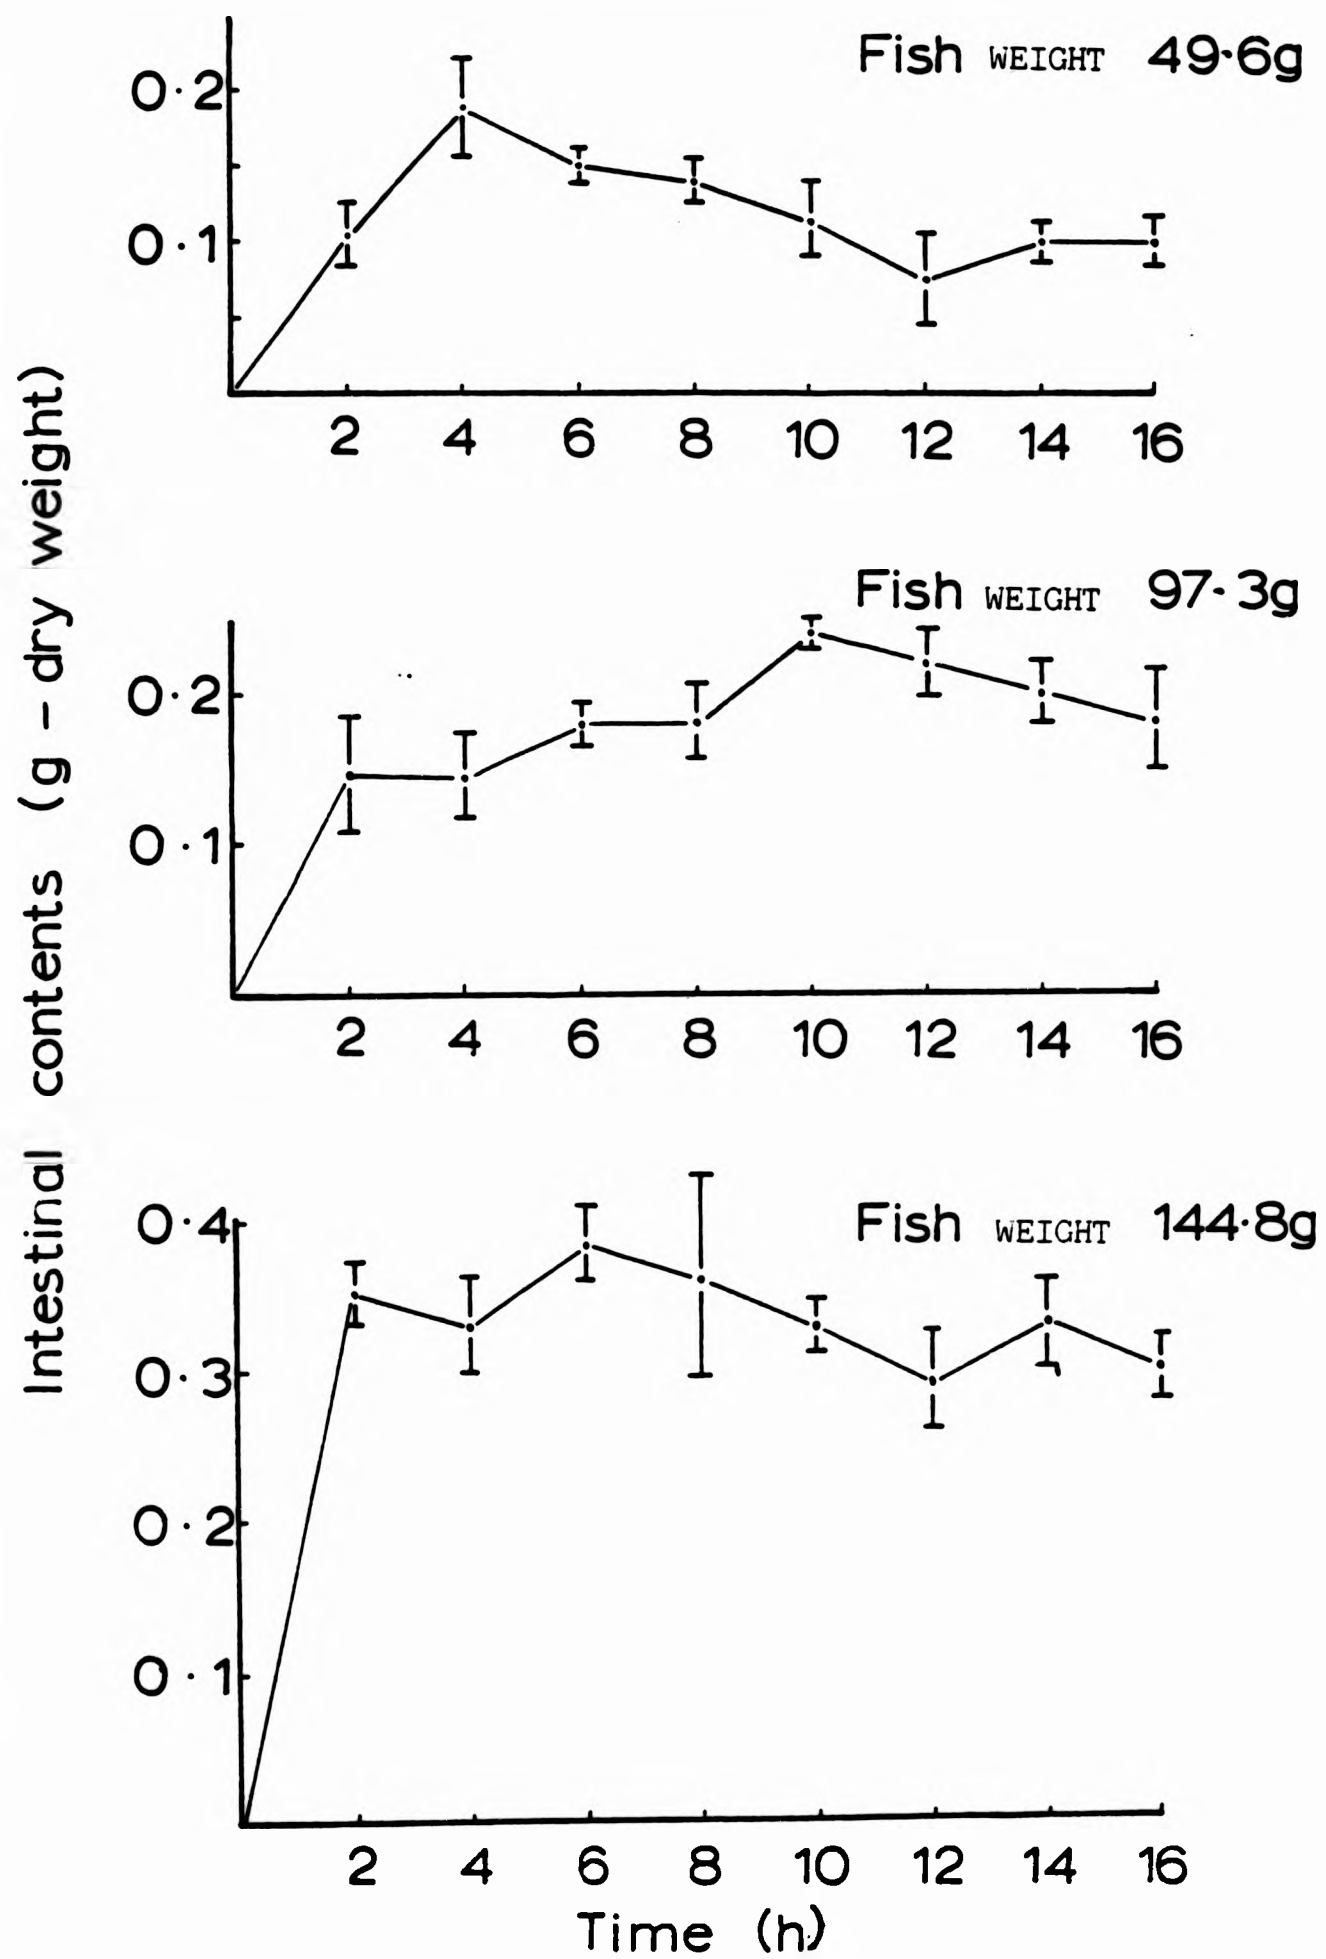 Fish WEIGHT 49·6g
0·2
0·1
2 4 6 8 10 12 14 16
Fish WEIGHT 97·3g
0·2
0·1
2 4 6 8 10 12 14 16
Intestinal contents (g – dry weight)
Fish WEIGHT 144·8g
0·4
0·3
0·2
0·1
2 4 6 8 10 12 14 16
Time (h)